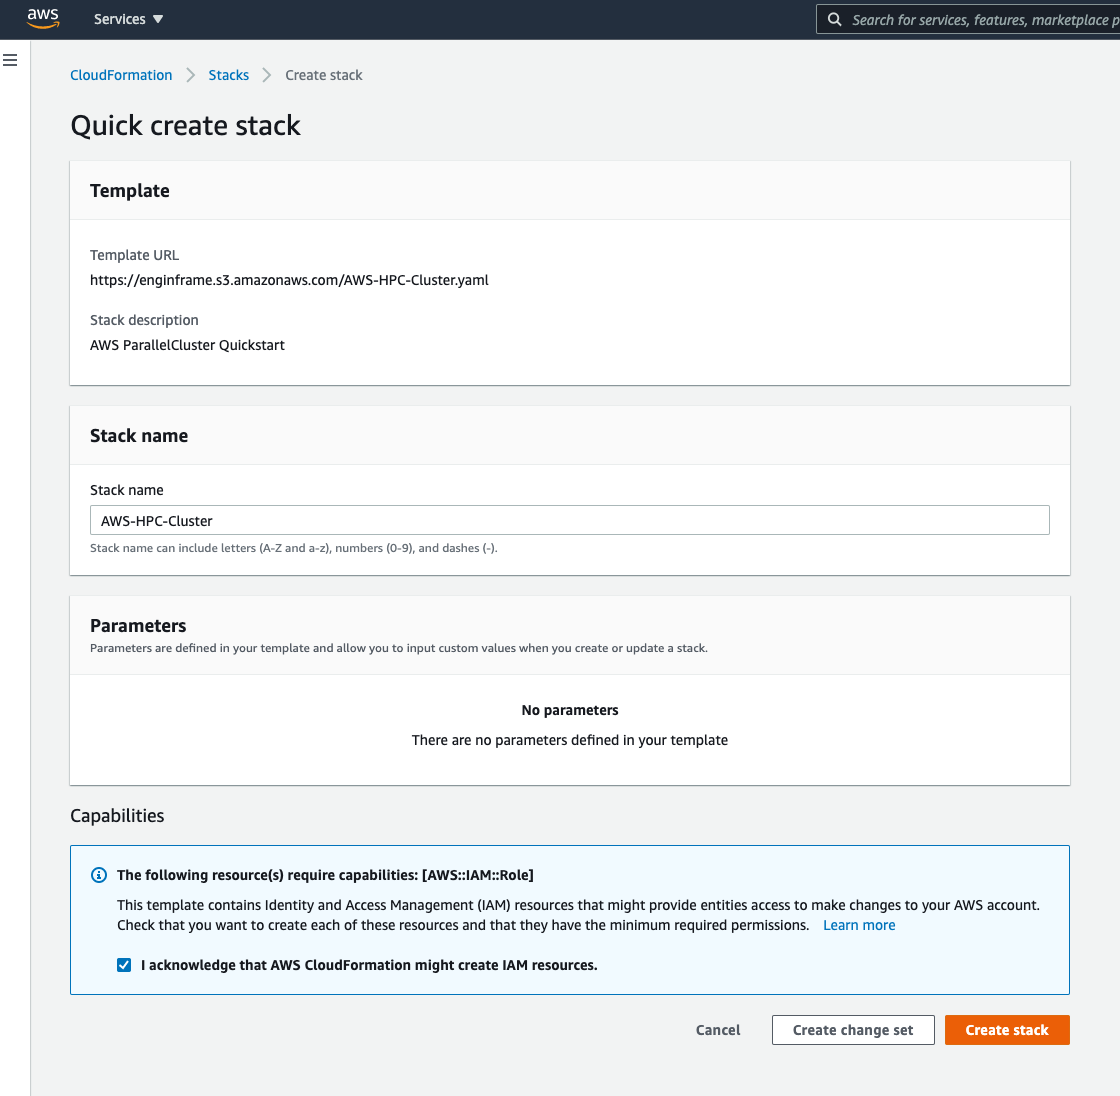 aws
Services
Search for services, features, marketplace p
CloudFormation
Stacks
Create stack
Quick create stack
Template
Template URL
https://enginframe.s3.amazonaws.com/AWS-HPC-Cluster.yaml
Stack description
AWS ParallelCluster Quickstart
Stack name
Stack name
AWS-HPC-Cluster
Stack name can include letters (A-Z and a-z), numbers (0-9), and dashes (-).
Parameters
Parameters are defined in your template and allow you to input custom values when you create or update a stack.
No parameters
There are no parameters defined in your template
Capabilities
The following resource(s) require capabilities: [AWS::IAM::Role]
This template contains Identity and Access Management (IAM) resources that might provide entities access to make changes to your AWS account.
Check that you want to create each of these resources and that they have the minimum required permissions. Learn more
I acknowledge that AWS CloudFormation might create IAM resources.
Cancel
Create change set
Create stack